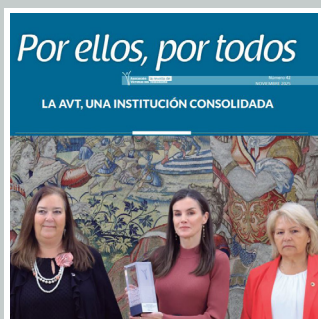 Por ellos, por todos
LA AVT, UNA INSTITUCIÓN CONSOLIDADA